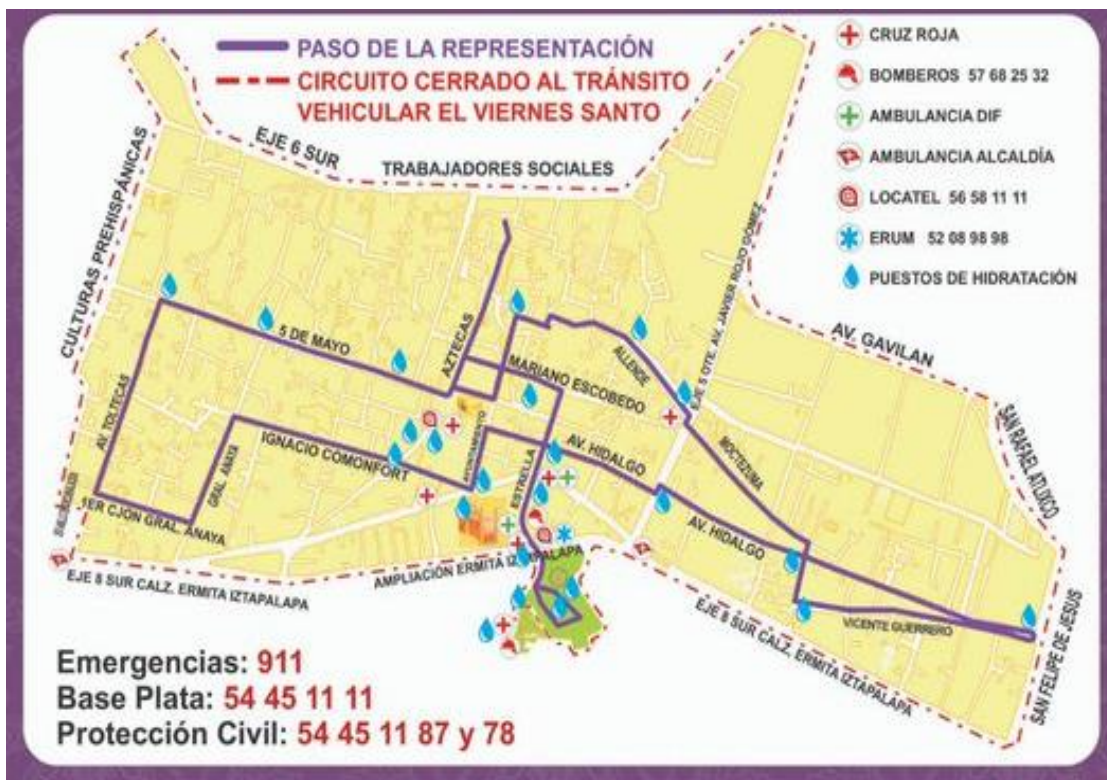 PASO DE LA REPRESENTACIÓN
CIRCUITO CERRADO AL TRÁNSITO
VEHICULAR EL VIERNES SANTO
CRUZ ROJA
BOMBEROS 57 68 25 32
AMBULANCIA DIF
AMBULANCIA ALCALDÍA
LOCATEL 56 58 11 11
ERUM 52 08 98 98
PUESTOS DE HIDRATACIÓN
EJE 6 SUR
TRABAJADORES SOCIALES
CULTURAS PREHISPÁNICAS
EJE 5 OTE. AV. JAVIER ROJO GÓMEZ
AV. GAVILAN
SAN RAFAEL ATLIXCO
5 DE MAYO
AZTECAS
MARIANO ESCOBEDO
ALLENDE
MOCTEZUMA
AV. TOLTECAS
IGNACIO COMONFORT
GRAL. ANAYA
AYUNTAMIENTO
ESTRELLA
AV. HIDALGO
AV. HIDALGO
1ER CJON GRAL. ANAYA
AMPLIACIÓN ERMITA IZTAPALAPA
EJE 8 SUR CALZ. ERMITA IZTAPALAPA
EJE 8 SUR CALZ. ERMITA IZTAPALAPA
VICENTE GUERRERO
SAN FELIPE DE JESUS
Emergencias: 911
Base Plata: 54 45 11 11
Protección Civil: 54 45 11 87 y 78